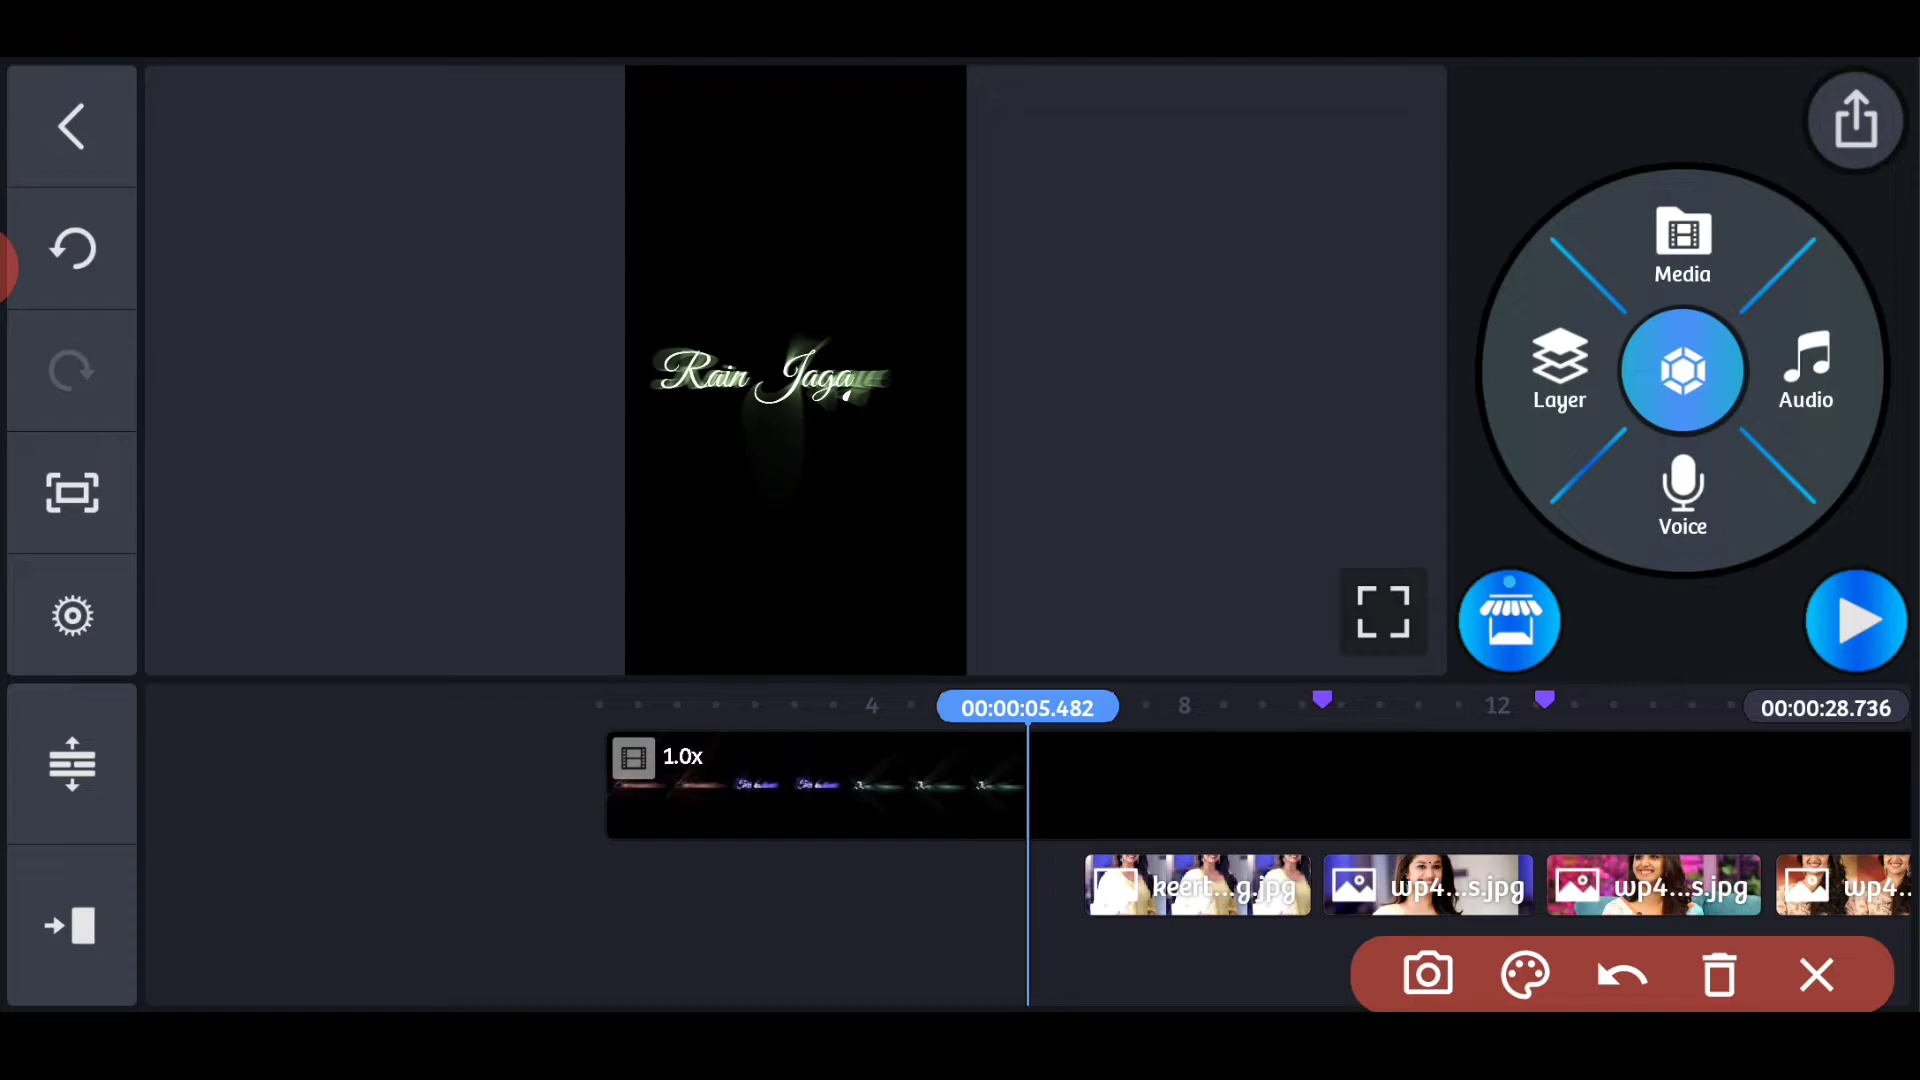 Media
Layer
Audio
Voice
Rain Jaga
4
00:00:05.482
8
12
00:00:28.736
1.0x
keert...g.jpg
wp4...s.jpg
wp4...s.jpg
wp4...